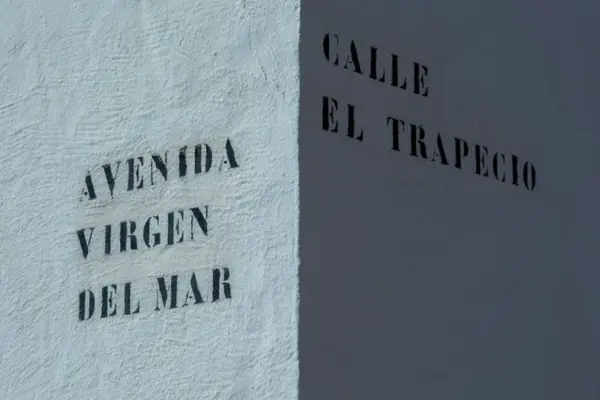 AVENIDA
VIRGEN
DEL MAR
CALLE
EL TRAPECIO